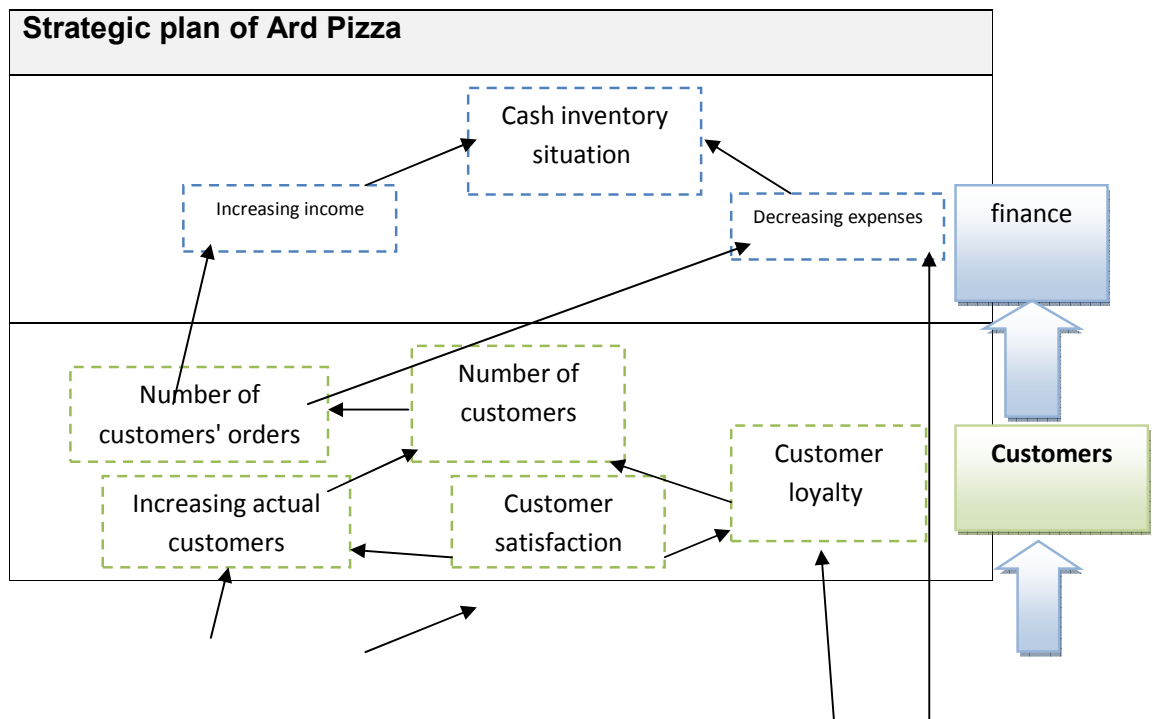 Strategic plan of Ard Pizza
Cash inventory
situation
Increasing income
Decreasing expenses
finance
Number of
customers' orders
Number of
customers
Customer
loyalty
Customers
Increasing actual
customers
Customer
satisfaction